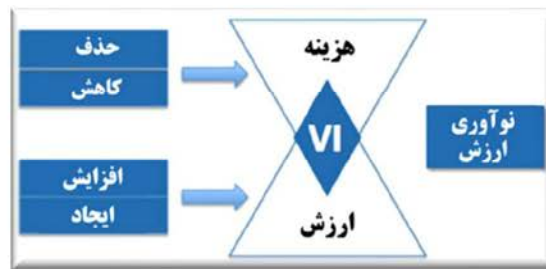 حذف
کاهش
هزینه
VI
نوآوری
ارزش
افزایش
ایجاد
ارزش